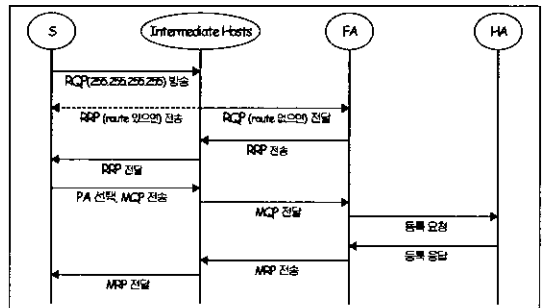 S
Intermediate Hosts
FA
HA
RQP(255.255.255.255) 방송
RRP (route 있으면) 전송
RQP (route 없으면) 전달
RRP 전송
RRP 전달
FA 선택, MQP 전송
MQP 전달
등록 요청
등록 응답
MRP 전송
MRP 전달